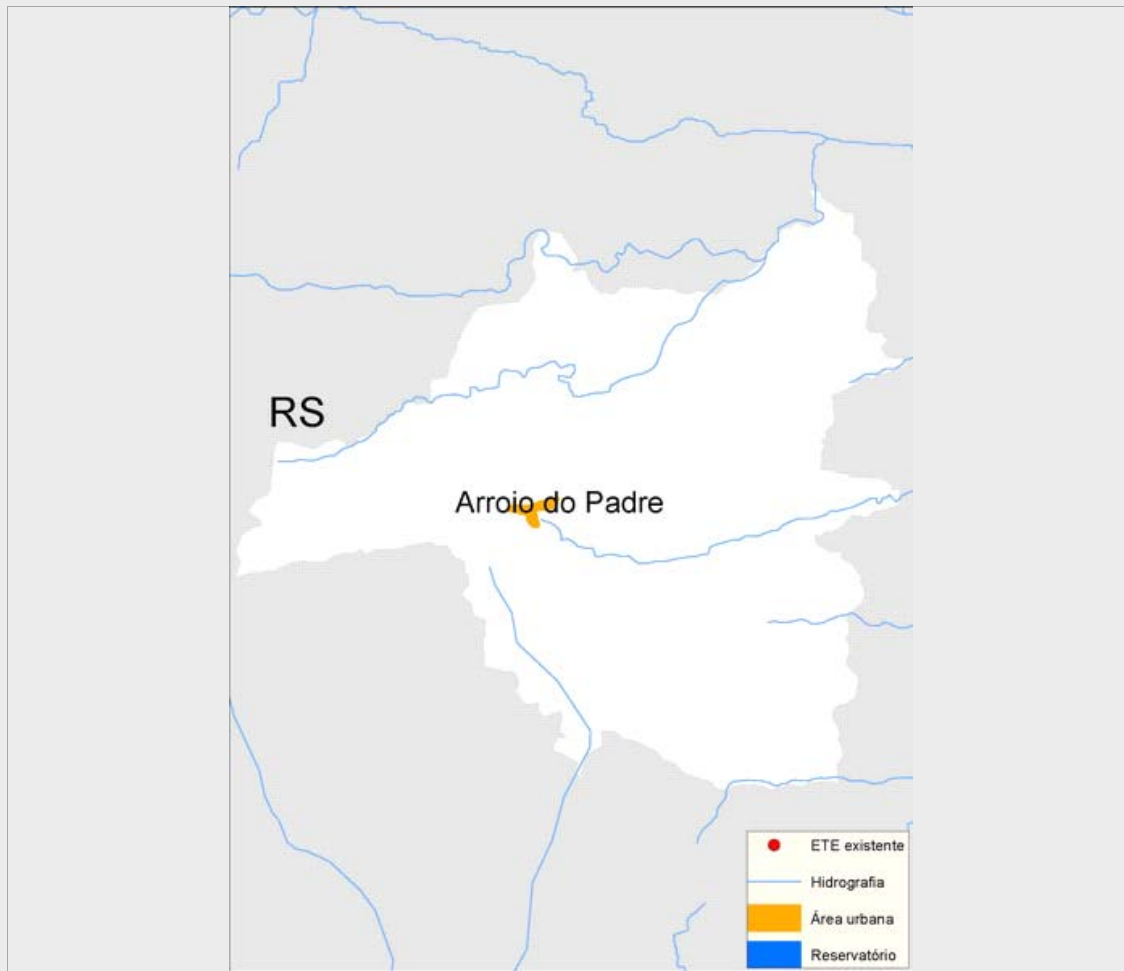 RS
Arroio do Padre
ETE existente
Hidrografia
Área urbana
Reservatório